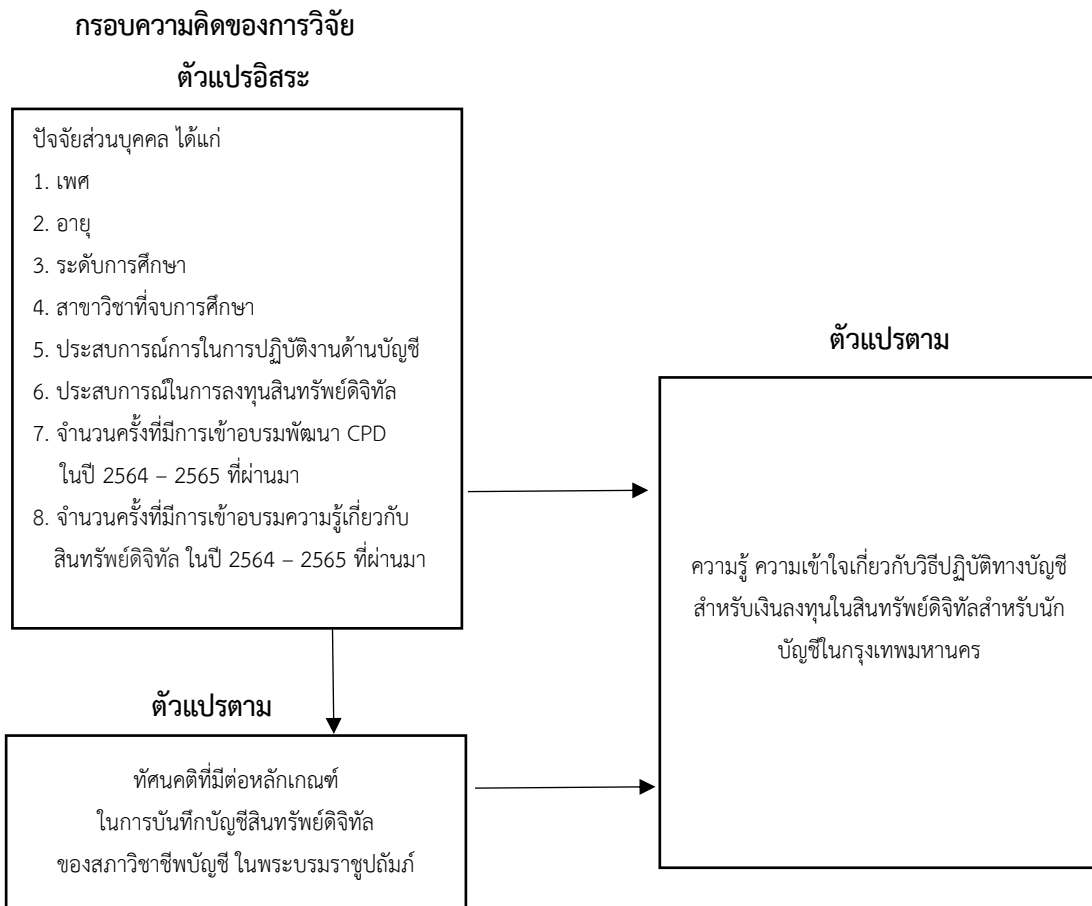 กรอบความคิดของการวิจัย
ตัวแปรอิสระ
ปัจจัยส่วนบุคคล ได้แก่
1. เพศ
2. อายุ
3. ระดับการศึกษา
4. สาขาวิชาที่จบการศึกษา
5. ประสบการณ์การในการปฏิบัติงานด้านบัญชี
6. ประสบการณ์ในการลงทุนสินทรัพย์ดิจิทัล
7. จำนวนครั้งที่มีการเข้าอบรมพัฒนา CPD
ในปี 2564 – 2565 ที่ผ่านมา
8. จำนวนครั้งที่มีการเข้าอบรมความรู้เกี่ยวกับ
สินทรัพย์ดิจิทัล ในปี 2564 – 2565 ที่ผ่านมา
ตัวแปรตาม
ความรู้ ความเข้าใจเกี่ยวกับวิธีปฏิบัติทางบัญชี
สำหรับเงินลงทุนในสินทรัพย์ดิจิทัลสำหรับนัก
บัญชีในกรุงเทพมหานคร
ตัวแปรตาม
ทัศนคติที่มีต่อหลักเกณฑ์
ในการบันทึกบัญชีสินทรัพย์ดิจิทัล
ของสภาวิชาชีพบัญชี ในพระบรมราชูปถัมภ์